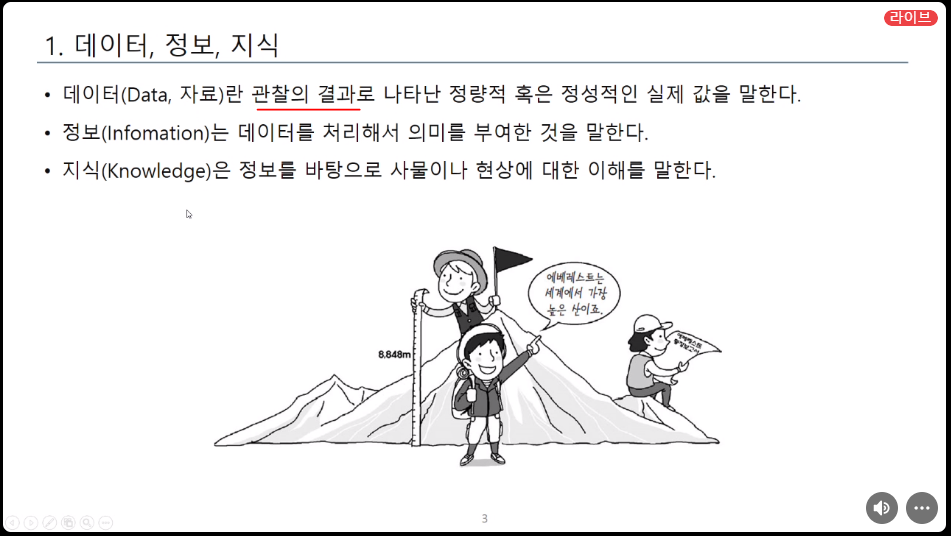 라이브
1. 데이터, 정보, 지식
• 데이터(Data, 자료)란 관찰의 결과로 나타난 정량적 혹은 정성적인 실제 값을 말한다.
• 정보(Infomation)는 데이터를 처리해서 의미를 부여한 것을 말한다.
• 지식(Knowledge)은 정보를 바탕으로 사물이나 현상에 대한 이해를 말한다.
에베레스트는
세계에서 가장
높은 산이죠.
8.848m
에베레스트
3